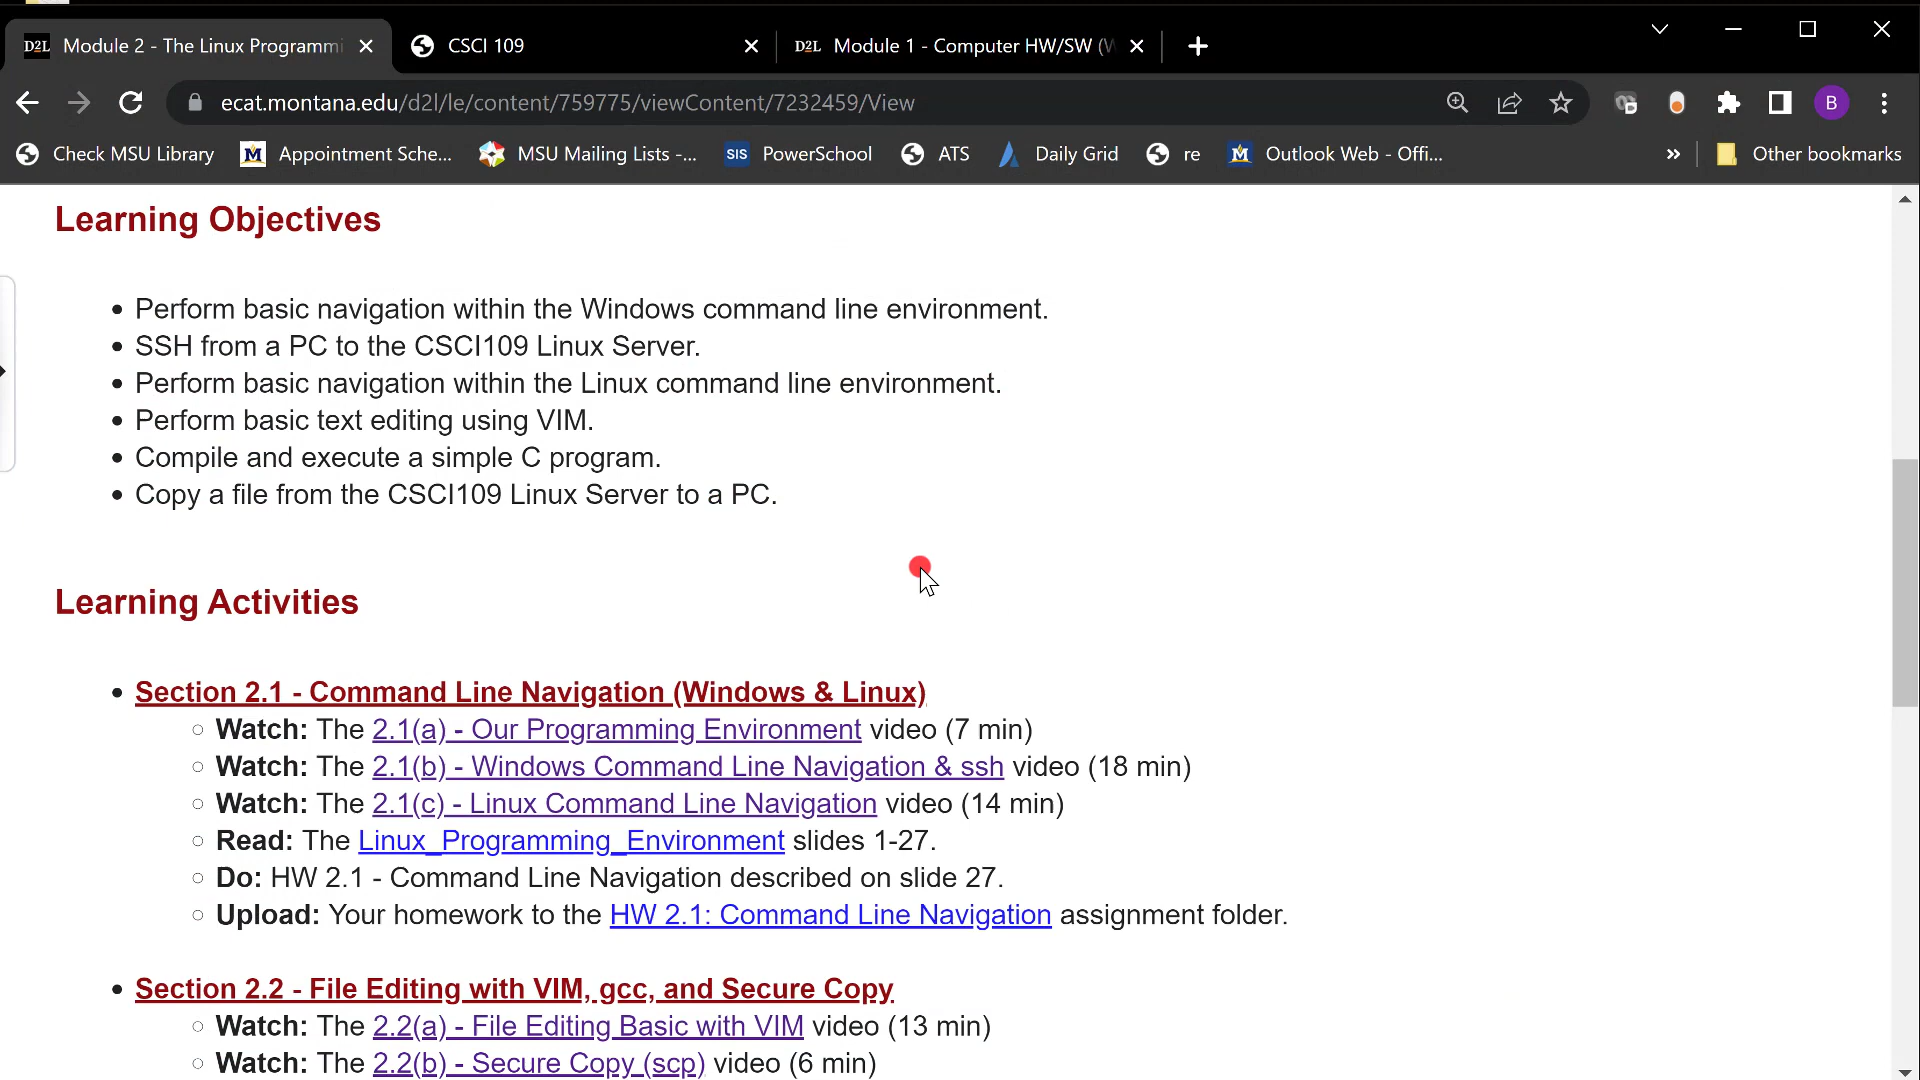 D2L Module 2 - The Linux Programmi
CSCI 109
D2L Module 1 - Computer HW/SW (W
ecat.montana.edu/d2l/le/content/759775/viewContent/7232459/View
B
Check MSU Library
M Appointment Sche...
MSU Mailing Lists -...
SIS PowerSchool
ATS
Daily Grid
re
M Outlook Web - Offi...
»
Other bookmarks
Learning Objectives
• Perform basic navigation within the Windows command line environment.
• SSH from a PC to the CSCI109 Linux Server.
• Perform basic navigation within the Linux command line environment.
• Perform basic text editing using VIM.
• Compile and execute a simple C program.
• Copy a file from the CSCI109 Linux Server to a PC.
Learning Activities
• Section 2.1 - Command Line Navigation (Windows & Linux)
○ Watch: The 2.1(a) - Our Programming Environment video (7 min)
○ Watch: The 2.1(b) - Windows Command Line Navigation & ssh video (18 min)
○ Watch: The 2.1(c) - Linux Command Line Navigation video (14 min)
○ Read: The Linux_Programming_Environment slides 1-27.
○ Do: HW 2.1 - Command Line Navigation described on slide 27.
○ Upload: Your homework to the HW 2.1: Command Line Navigation assignment folder.
• Section 2.2 - File Editing with VIM, gcc, and Secure Copy
○ Watch: The 2.2(a) - File Editing Basic with VIM video (13 min)
○ Watch: The 2.2(b) - Secure Copy (scp) video (6 min)